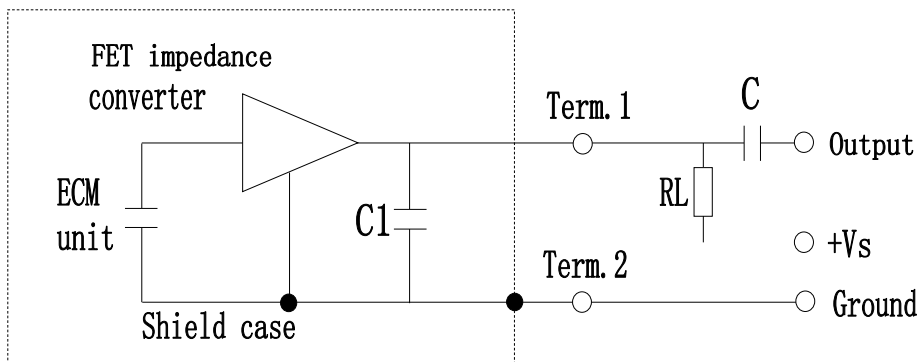 FET impedance
converter
Term.1
C
Output
ECM
unit
C1
RL
+Vs
Term.2
Ground
Shield case